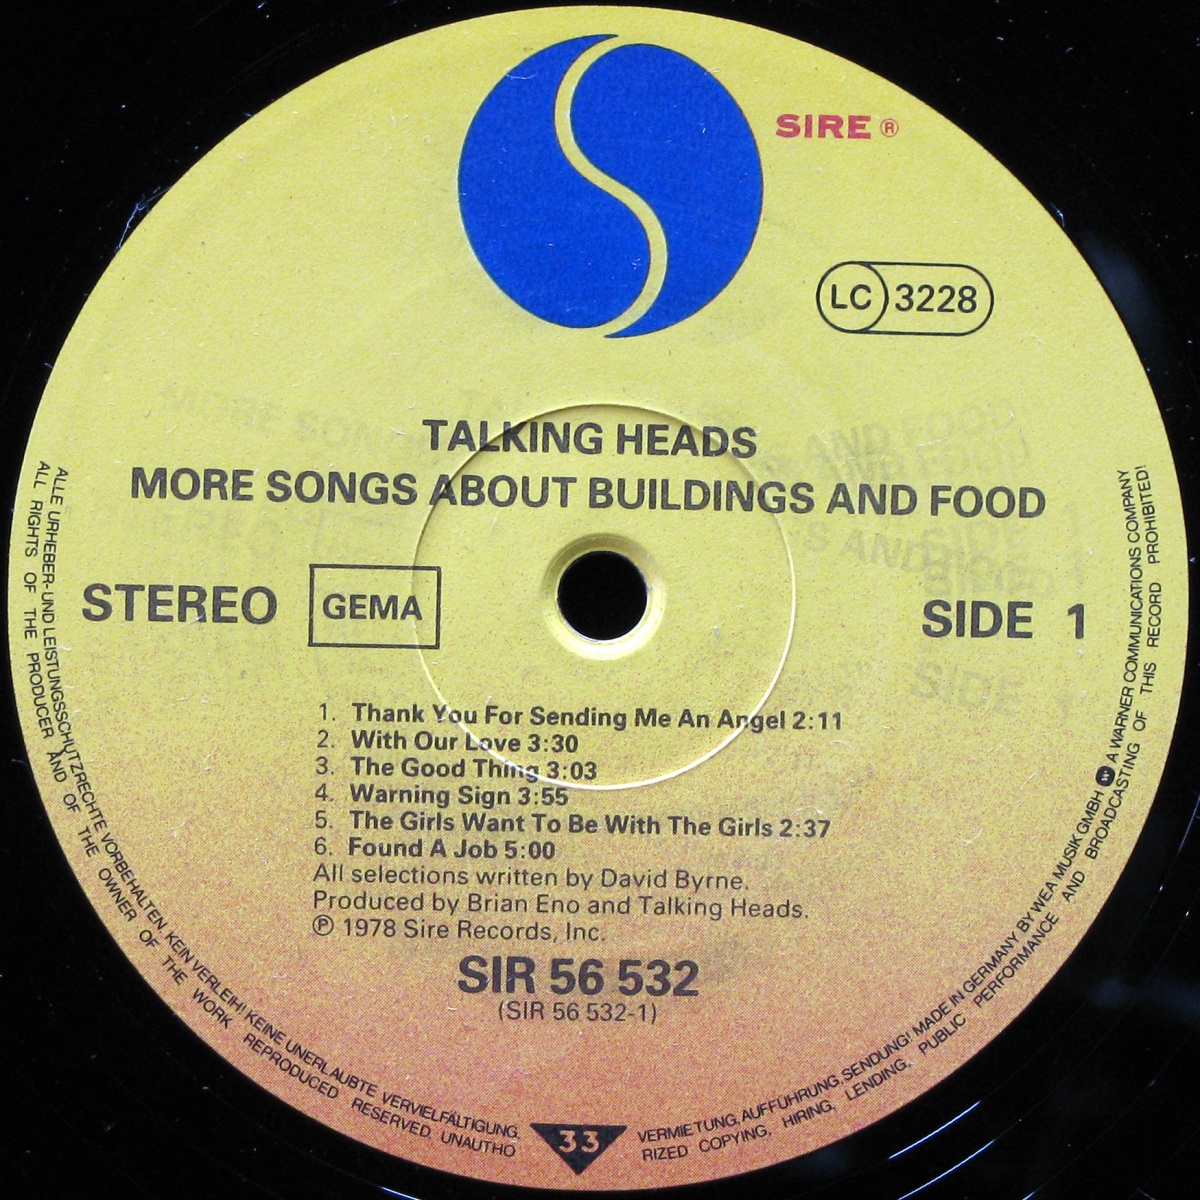 SIRE ®
LC 3228
TALKING HEADS
MORE SONGS ABOUT BUILDINGS AND FOOD
STEREO GEMA SIDE 1
1. Thank You For Sending Me An Angel 2:11
2. With Our Love 3:30
3. The Good Thing 3:03
4. Warning Sign 3:55
5. The Girls Want To Be With The Girls 2:37
6. Found A Job 5:00
All selections written by David Byrne.
Produced by Brian Eno and Talking Heads.
℗ 1978 Sire Records, Inc.
SIR 56 532
(SIR 56 532-1)
33
ALLE URHEBER- UND LEISTUNGSSCHUTZRECHTE VORBEHALTEN KEIN VERLEIH! KEINE UNERLAUBTE VERVIELFÄLTIGUNG, VERMIETUNG, AUFFÜHRUNG, SENDUNG! MADE IN GERMANY BY WEA MUSIK GMBH A WARNER COMMUNICATIONS COMPANY
ALL RIGHTS OF THE PRODUCER AND OF THE OWNER OF THE WORK REPRODUCED RESERVED UNAUTHORIZED COPYING, HIRING, LENDING, PUBLIC PERFORMANCE AND BROADCASTING OF THIS RECORD PROHIBITED!